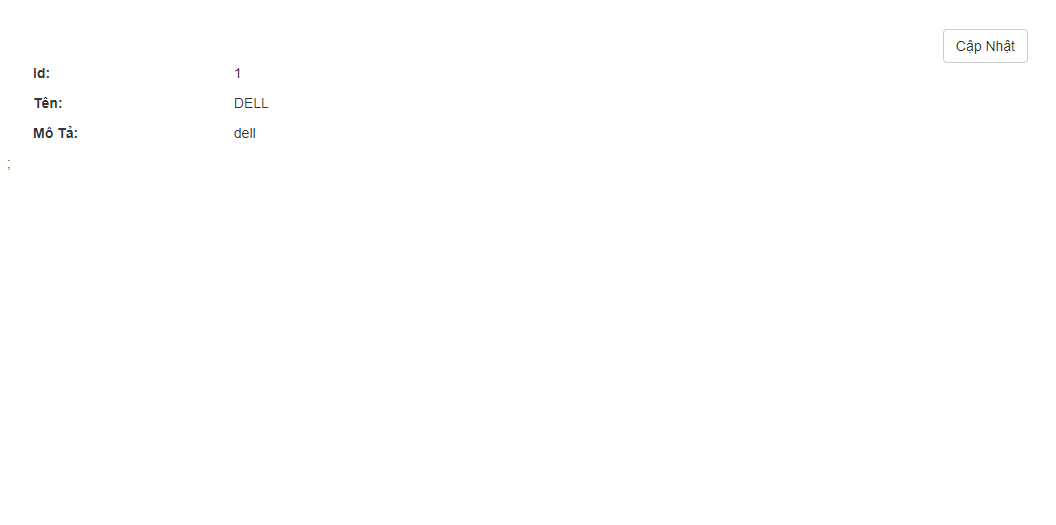 Cập Nhật
Id: 1
Tên: DELL
Mô Tả: dell
;